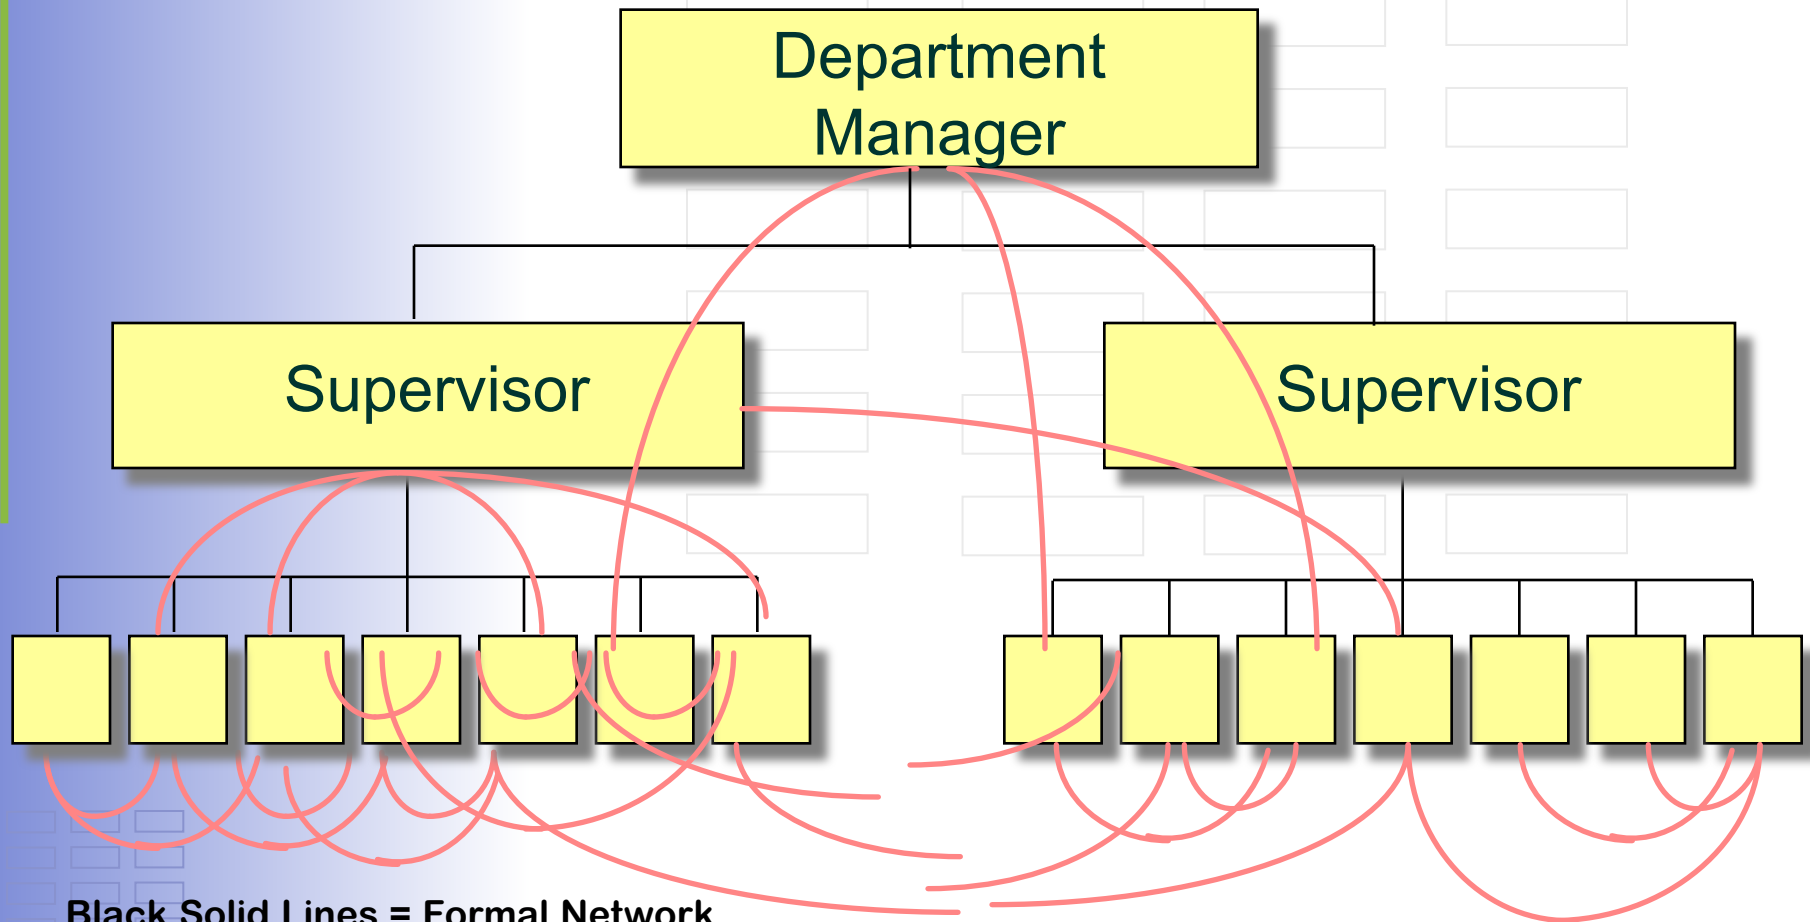 Department
Manager
Supervisor
Supervisor
Black Solid Lines = Formal Network